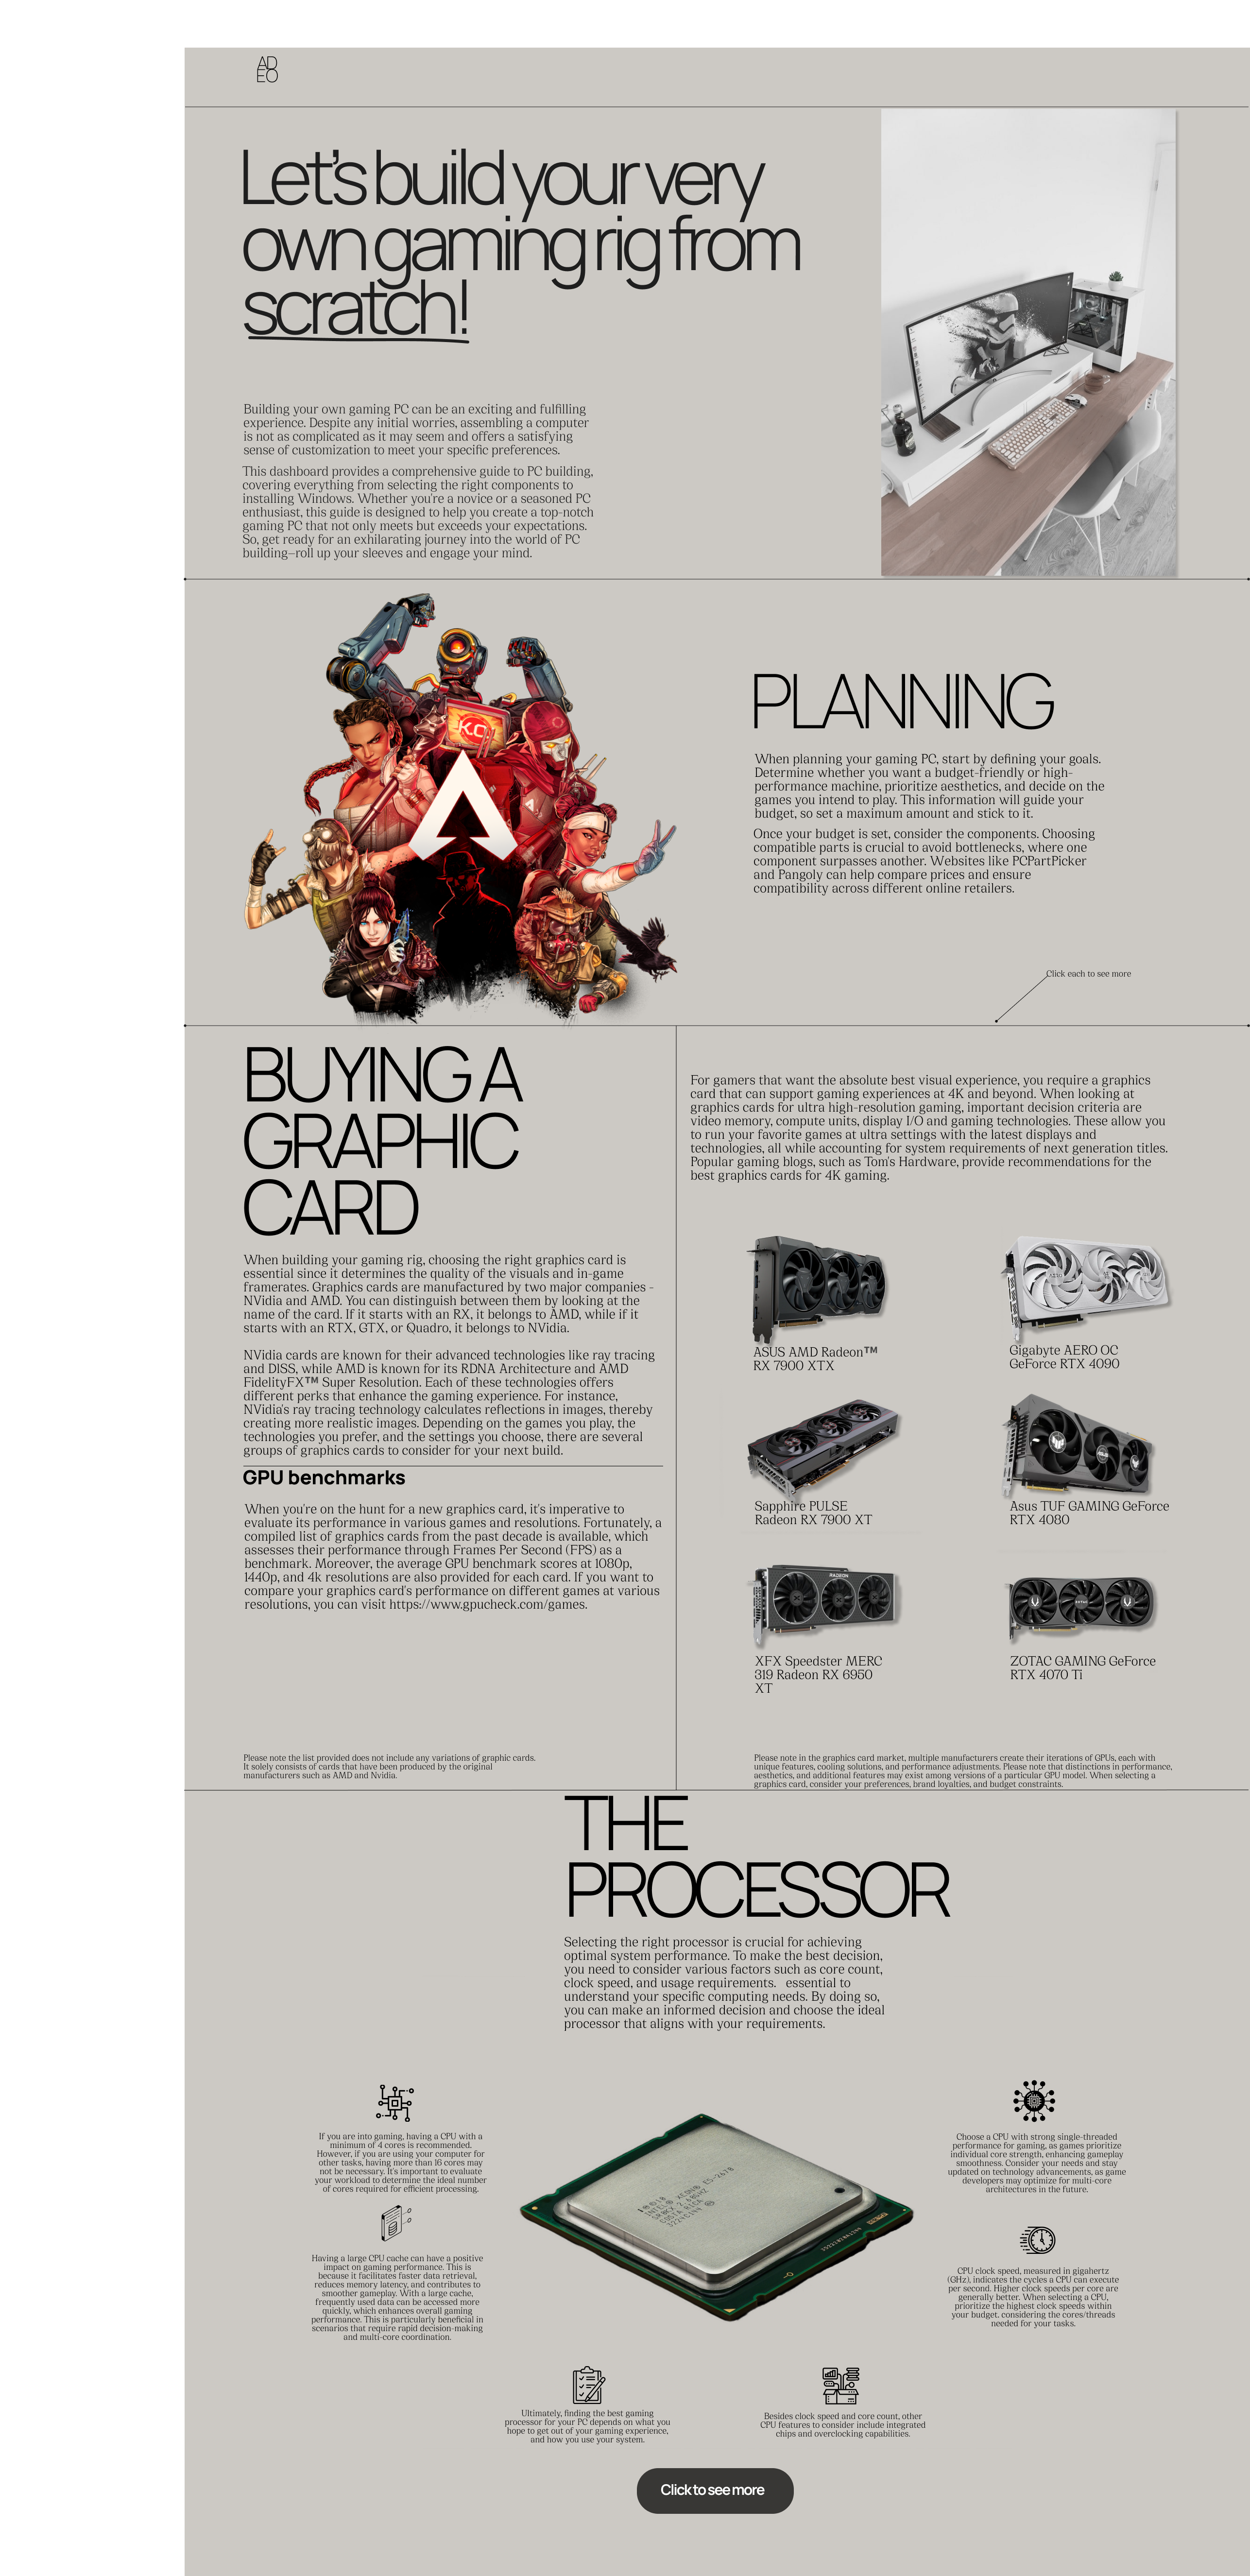 AD
EO
Let's build your very
own gaming rig from
scratch!
Building your own gaming PC can be an exciting and fulfilling
experience. Despite any initial worries, assembling a computer
is not as complicated as it may seem and offers a satisfying
sense of customization to meet your specific preferences.
This dashboard provides a comprehensive guide to PC building,
covering everything from selecting the right components to
installing Windows. Whether you're a novice or a seasoned PC
enthusiast, this guide is designed to help you create a top-notch
gaming PC that not only meets but exceeds your expectations.
So, get ready for an exhilarating journey into the world of PC
building—roll up your sleeves and engage your mind.
PLANNING
When planning your gaming PC, start by defining your goals.
Determine whether you want a budget-friendly or high-
performance machine, prioritize aesthetics, and decide on the
games you intend to play. This information will guide your
budget, so set a maximum amount and stick to it.
Once your budget is set, consider the components. Choosing
compatible parts is crucial to avoid bottlenecks, where one
component surpasses another. Websites like PCPartPicker
and Pangoly can help compare prices and ensure
compatibility across different online retailers.
Click each to see more
BUYING A
GRAPHIC
CARD
When building your gaming rig, choosing the right graphics card is
essential since it determines the quality of the visuals and in-game
framerates. Graphics cards are manufactured by two major companies -
NVidia and AMD. You can distinguish between them by looking at the
name of the card. If it starts with an RX, it belongs to AMD, while if it
starts with an RTX, GTX, or Quadro, it belongs to NVidia.
NVidia cards are known for their advanced technologies like ray tracing
and DISS, while AMD is known for its RDNA Architecture and AMD
FidelityFX™ Super Resolution. Each of these technologies offers
different perks that enhance the gaming experience. For instance,
NVidia's ray tracing technology calculates reflections in images, thereby
creating more realistic images. Depending on the games you play, the
technologies you prefer, and the settings you choose, there are several
groups of graphics cards to consider for your next build.
GPU benchmarks
When you're on the hunt for a new graphics card, it's imperative to
evaluate its performance in various games and resolutions. Fortunately, a
compiled list of graphics cards from the past decade is available, which
assesses their performance through Frames Per Second (FPS) as a
benchmark. Moreover, the average GPU benchmark scores at 1080p,
1440p, and 4k resolutions are also provided for each card. If you want to
compare your graphics card's performance on different games at various
resolutions, you can visit https://www.gpucheck.com/games.
Please note the list provided does not include any variations of graphic cards.
It solely consists of cards that have been produced by the original
manufacturers such as AMD and Nvidia.
For gamers that want the absolute best visual experience, you require a graphics
card that can support gaming experiences at 4K and beyond. When looking at
graphics cards for ultra high-resolution gaming, important decision criteria are
video memory, compute units, display I/O and gaming technologies. These allow you
to run your favorite games at ultra settings with the latest displays and
technologies, all while accounting for system requirements of next generation titles.
Popular gaming blogs, such as Tom's Hardware, provide recommendations for the
best graphics cards for 4K gaming.
ASUS AMD Radeon™
RX 7900 XTX
Gigabyte AERO OC
GeForce RTX 4090
Sapphire PULSE
Radeon RX 7900 XT
Asus TUF GAMING GeForce
RTX 4080
RADEON
XFX Speedster MERC
319 Radeon RX 6950
XT
ZOTAC GAMING GeForce
RTX 4070 Ti
Please note in the graphics card market, multiple manufacturers create their iterations of GPUs, each with
unique features, cooling solutions, and performance adjustments. Please note that distinctions in performance,
aesthetics, and additional features may exist among versions of a particular GPU model. When selecting a
graphics card, consider your preferences, brand loyalties, and budget constraints.
THE
PROCESSOR
Selecting the right processor is crucial for achieving
optimal system performance. To make the best decision,
you need to consider various factors such as core count,
clock speed, and usage requirements.   essential to
understand your specific computing needs. By doing so,
you can make an informed decision and choose the ideal
processor that aligns with your requirements.
If you are into gaming, having a CPU with a
minimum of 4 cores is recommended.
However, if you are using your computer for
other tasks, having more than 16 cores may
not be necessary. It's important to evaluate
your workload to determine the ideal number
of cores required for efficient processing.
Having a large CPU cache can have a positive
impact on gaming performance. This is
because it facilitates faster data retrieval,
reduces memory latency, and contributes to
smoother gameplay. With a large cache,
frequently used data can be accessed more
quickly, which enhances overall gaming
performance. This is particularly beneficial in
scenarios that require rapid decision-making
and multi-core coordination.
INTEL® XEON® E5-2670
Choose a CPU with strong single-threaded
performance for gaming, as games prioritize
individual core strength, enhancing gameplay
smoothness. Consider your needs and stay
updated on technology advancements, as game
developers may optimize for multi-core
architectures in the future.
CPU clock speed, measured in gigahertz
(GHz), indicates the cycles a CPU can execute
per second. Higher clock speeds per core are
generally better. When selecting a CPU,
prioritize the highest clock speeds within
your budget. considering the cores/threads
needed for your tasks.
Ultimately, finding the best gaming
processor for your PC depends on what you
hope to get out of your gaming experience,
and how you use your system.
Besides clock speed and core count, other
CPU features to consider include integrated
chips and overclocking capabilities.
Click to see more